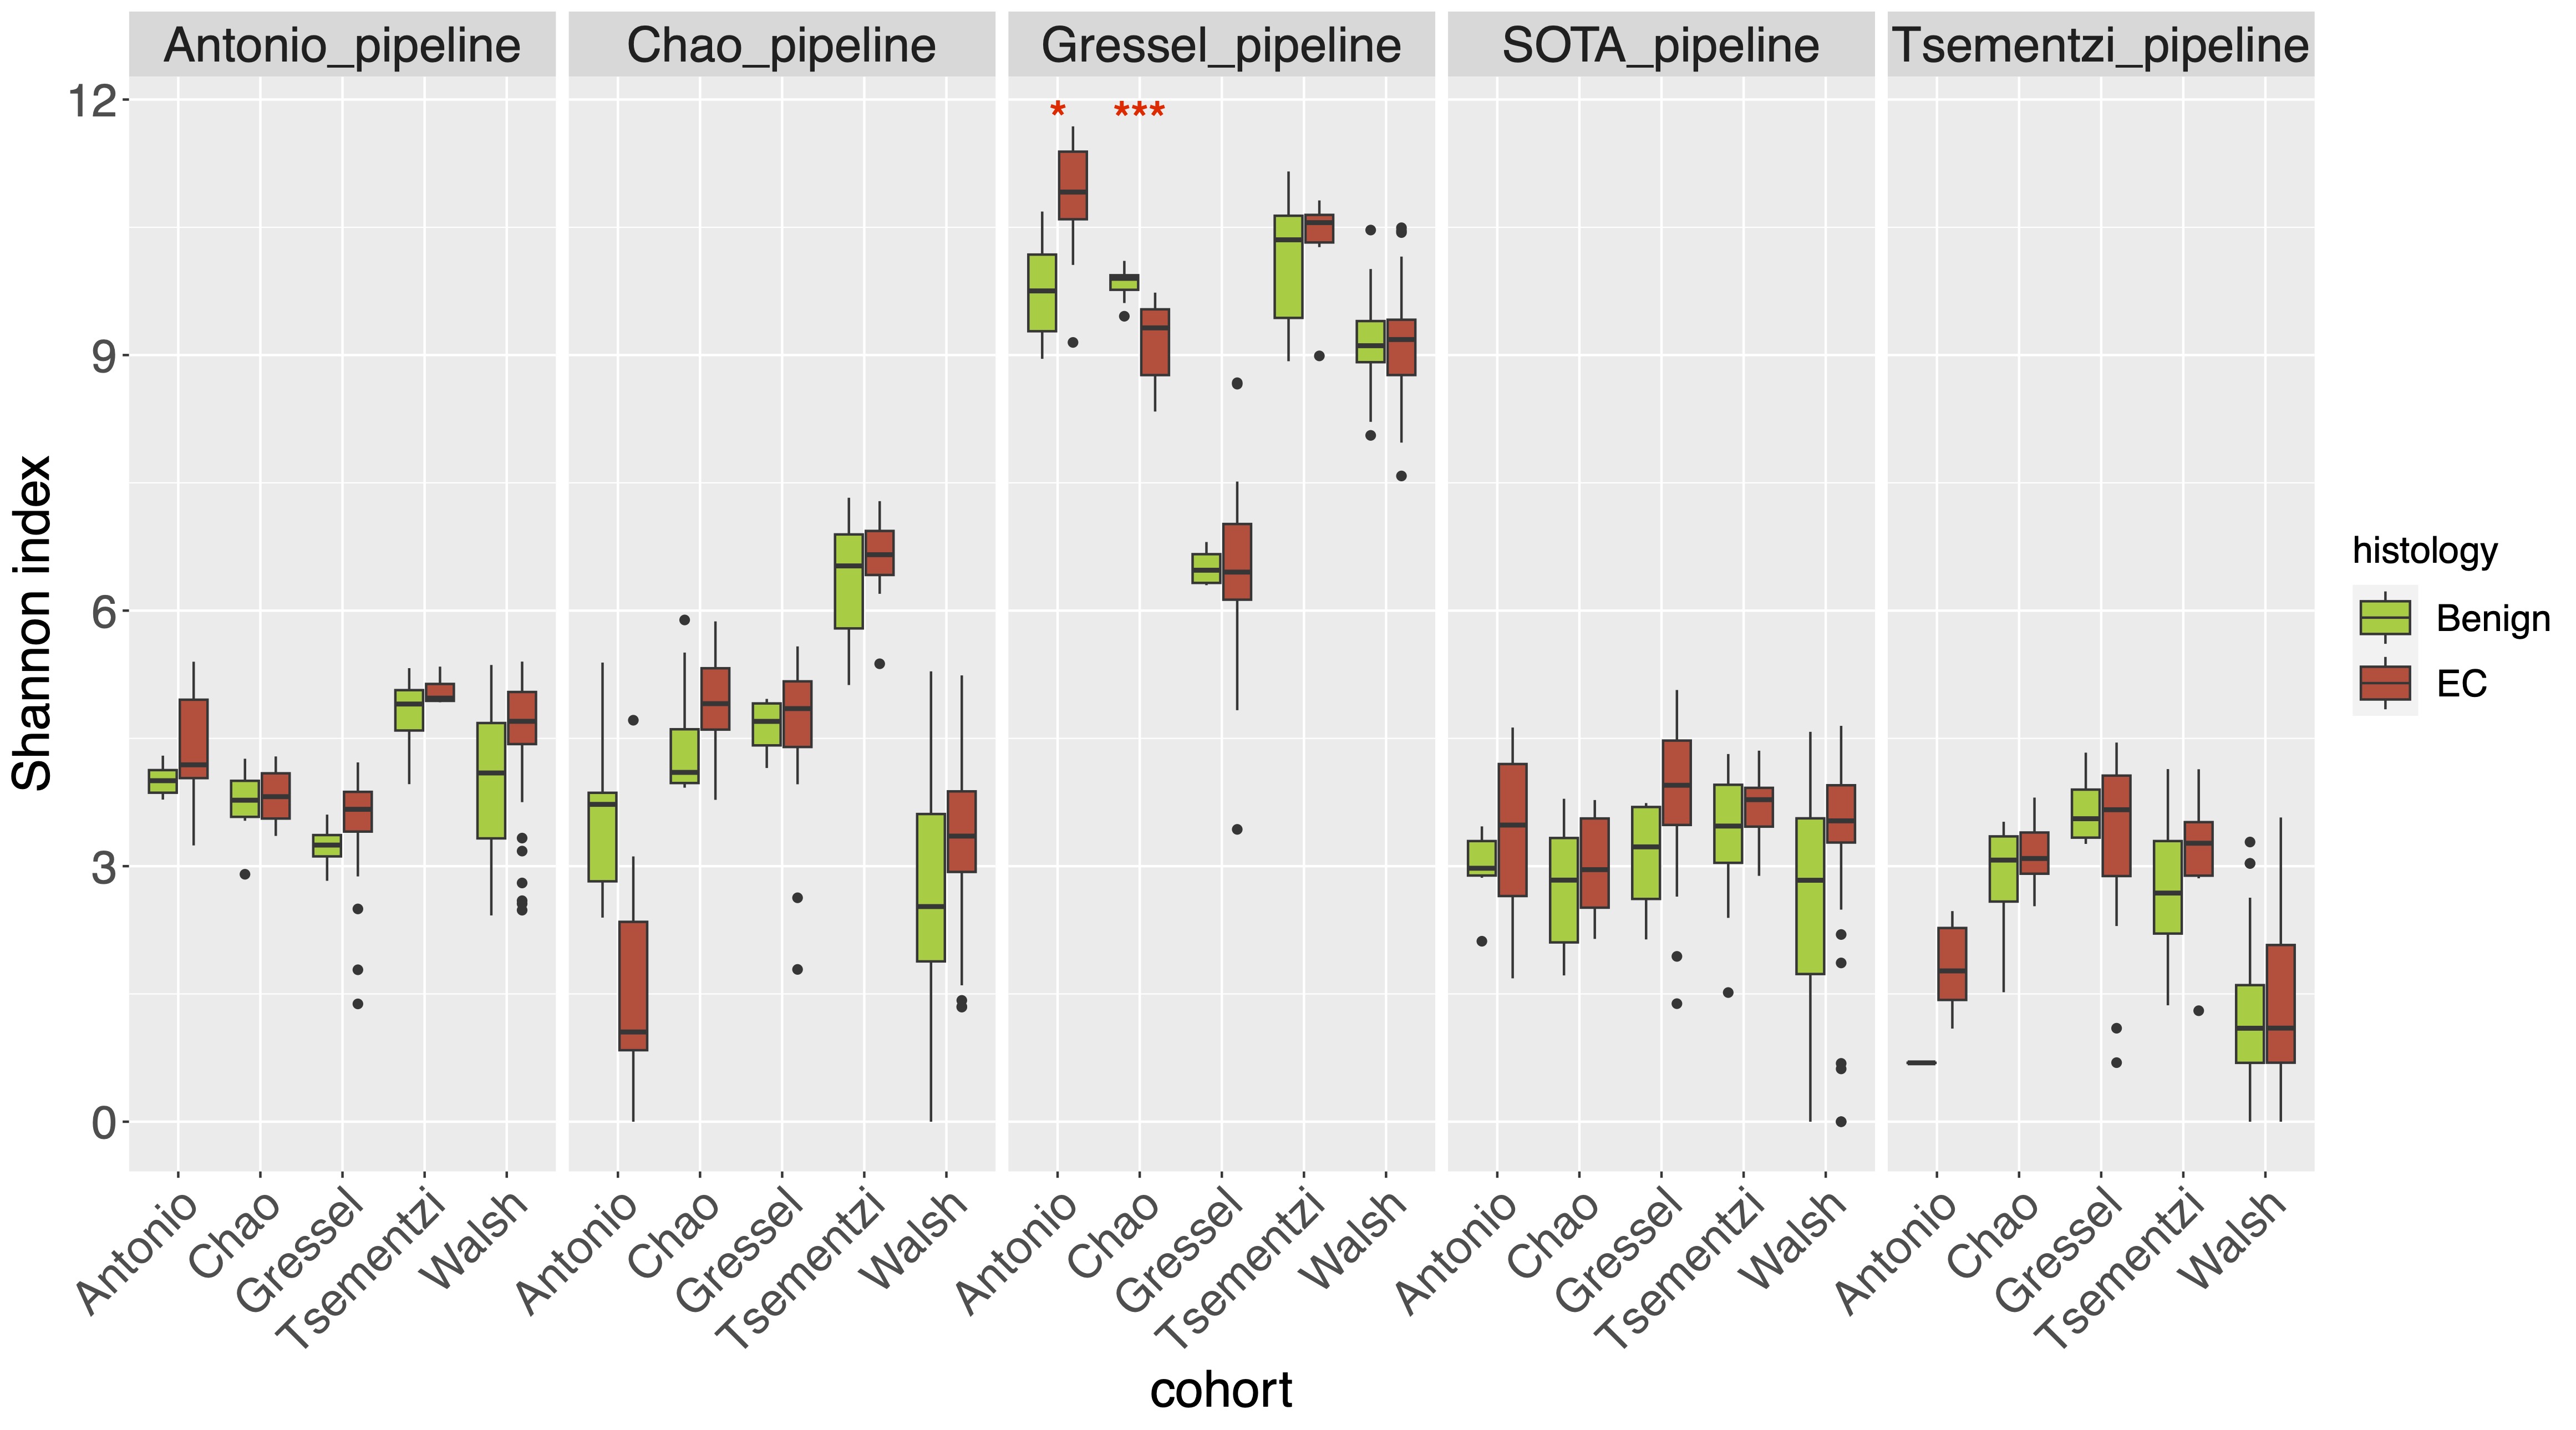 Antonio_pipeline Chao_pipeline Gressel_pipeline SOTA_pipeline Tsementzi_pipeline
* ***
12
9
6
3
0
Shannon index
Antonio Chao Gressel Tsementzi Walsh Antonio Chao Gressel Tsementzi Walsh Antonio Chao Gressel Tsementzi Walsh Antonio Chao Gressel Tsementzi Walsh Antonio Chao Gressel Tsementzi Walsh
cohort
histology
Benign
EC